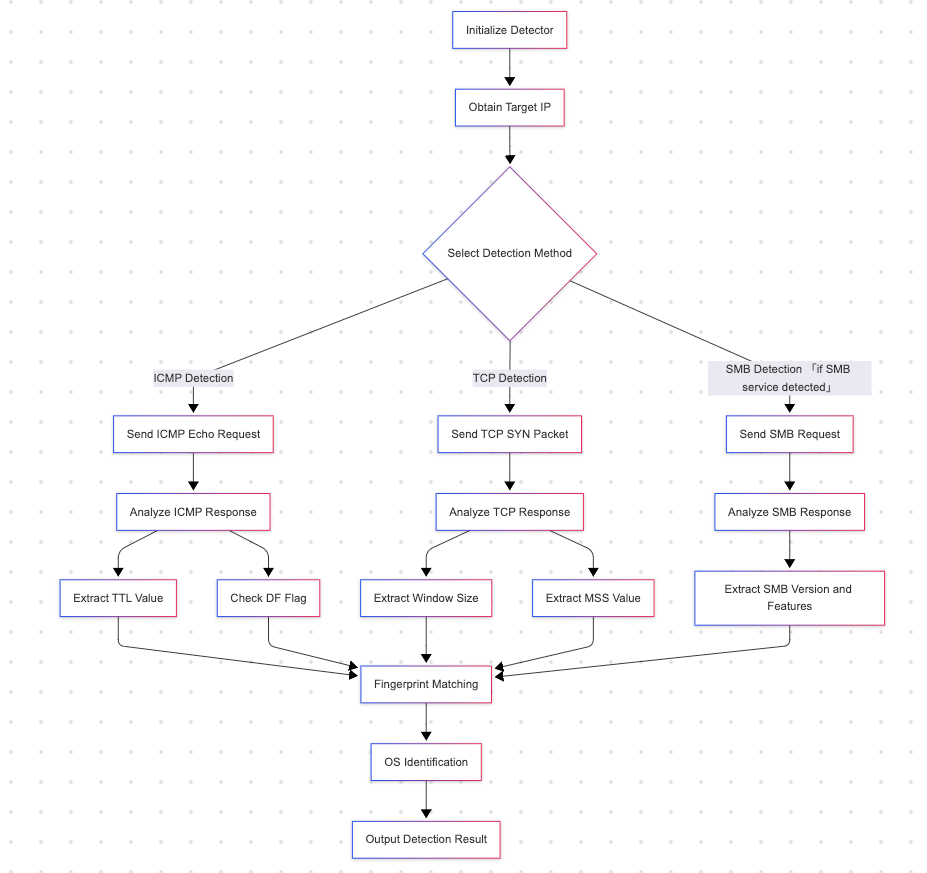 Initialize Detector
Obtain Target IP
Select Detection Method
ICMP Detection
TCP Detection
SMB Detection 「if SMB
service detected」
Send ICMP Echo Request
Send TCP SYN Packet
Send SMB Request
Analyze ICMP Response
Analyze TCP Response
Analyze SMB Response
Extract TTL Value
Check DF Flag
Extract Window Size
Extract MSS Value
Extract SMB Version and
Features
Fingerprint Matching
OS Identification
Output Detection Result